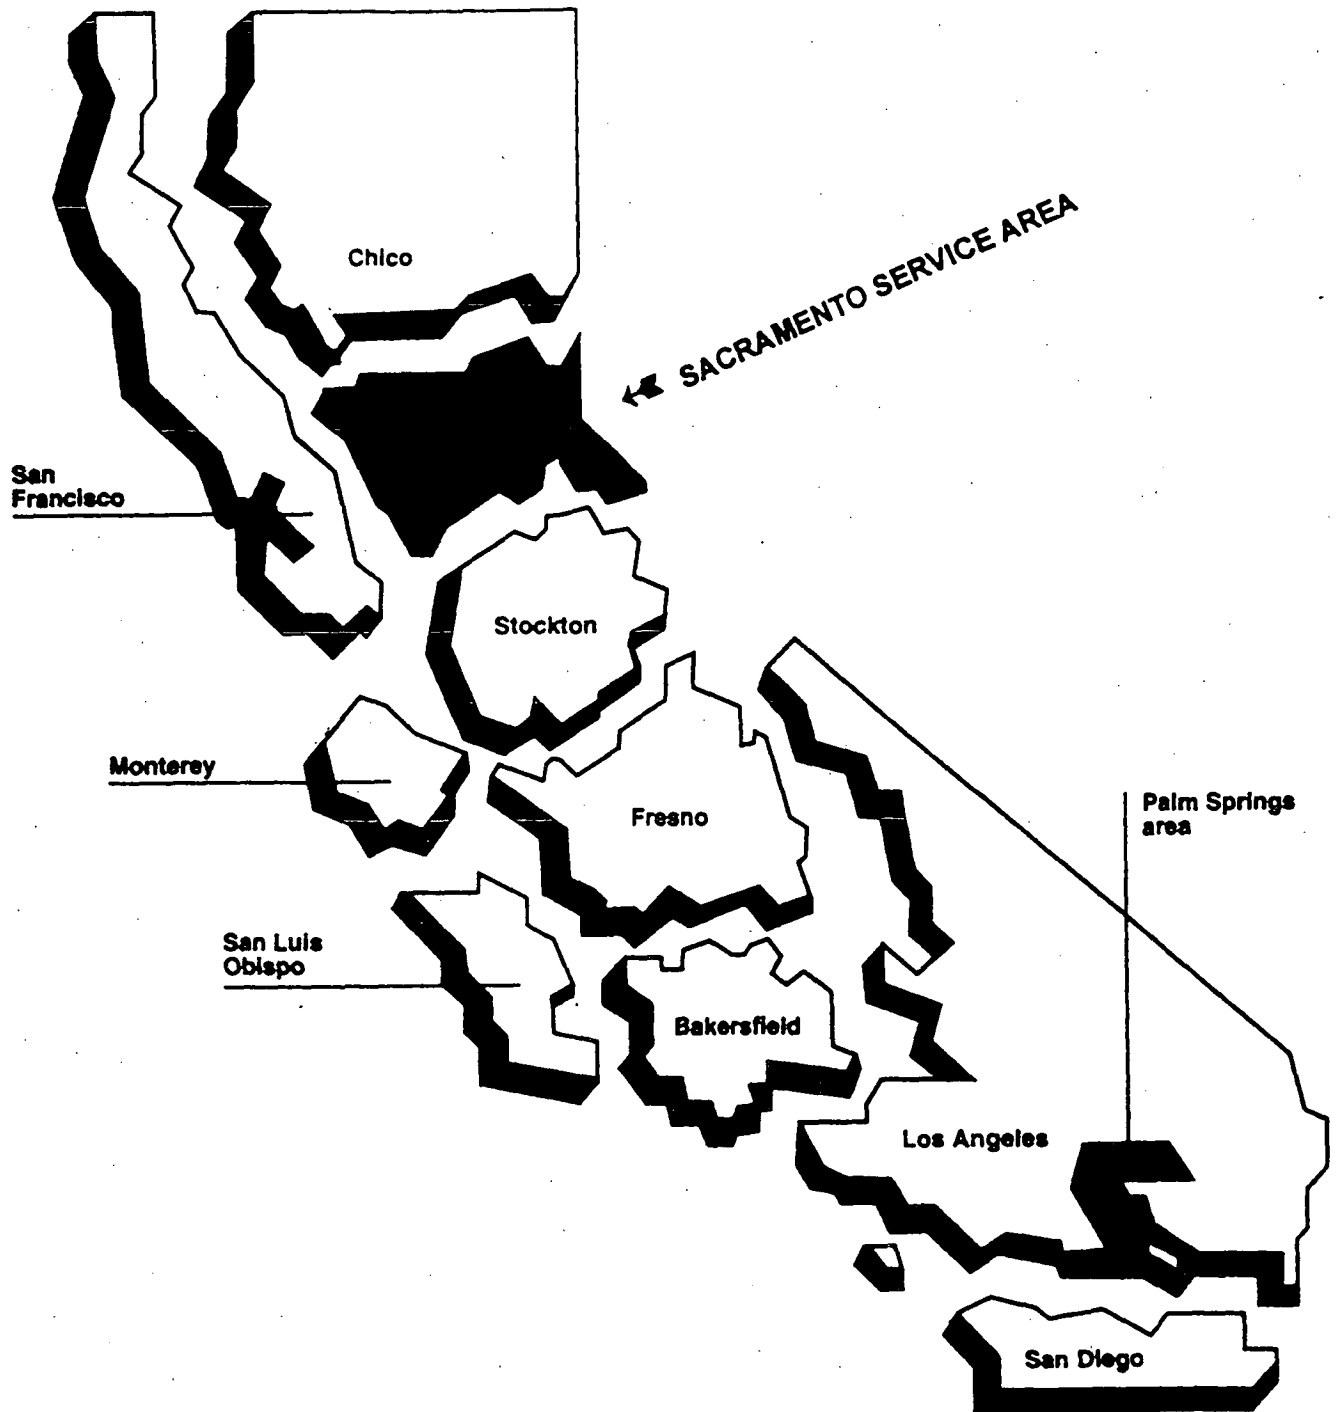 Chico
SACRAMENTO SERVICE AREA
San
Francisco
Stockton
Monterey
Fresno
Palm Springs
area
San Luis
Obispo
Bakersfield
Los Angeles
San Diego